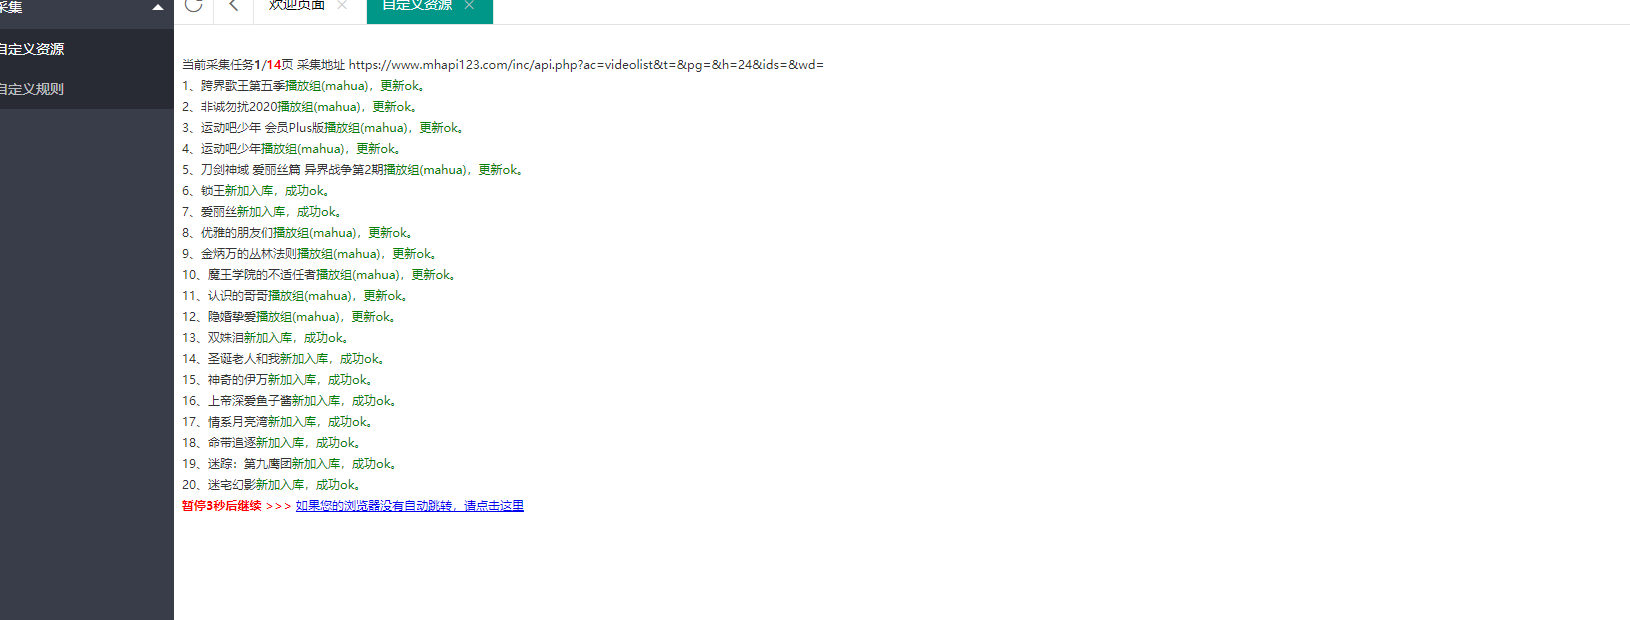 采集
欢迎页面
自定义资源
自定义资源
自定义规则
当前采集任务1/14页 采集地址 https://www.mhapi123.com/inc/api.php?ac=videolist&t=&pg=&h=24&ids=&wd=
1、跨界歌王第五季播放组(mahua)，更新ok。
2、非诚勿扰2020播放组(mahua)，更新ok。
3、运动吧少年 会员Plus版播放组(mahua)，更新ok。
4、运动吧少年播放组(mahua)，更新ok。
5、刀剑神域 爱丽丝篇 异界战争第2期播放组(mahua)，更新ok。
6、锁王新加入库，成功ok。
7、爱丽丝新加入库，成功ok。
8、优雅的朋友们播放组(mahua)，更新ok。
9、金炳万的丛林法则播放组(mahua)，更新ok。
10、魔王学院的不适任者播放组(mahua)，更新ok。
11、认识的哥哥播放组(mahua)，更新ok。
12、隐婚挚爱播放组(mahua)，更新ok。
13、双姝泪新加入库，成功ok。
14、圣诞老人和我新加入库，成功ok。
15、神奇的伊万新加入库，成功ok。
16、上帝深爱鱼子酱新加入库，成功ok。
17、情系月亮湾新加入库，成功ok。
18、命带追逐新加入库，成功ok。
19、迷踪：第九鹰团新加入库，成功ok。
20、迷宅幻影新加入库，成功ok。
暂停3秒后继续 >>> 如果您的浏览器没有自动跳转，请点击这里